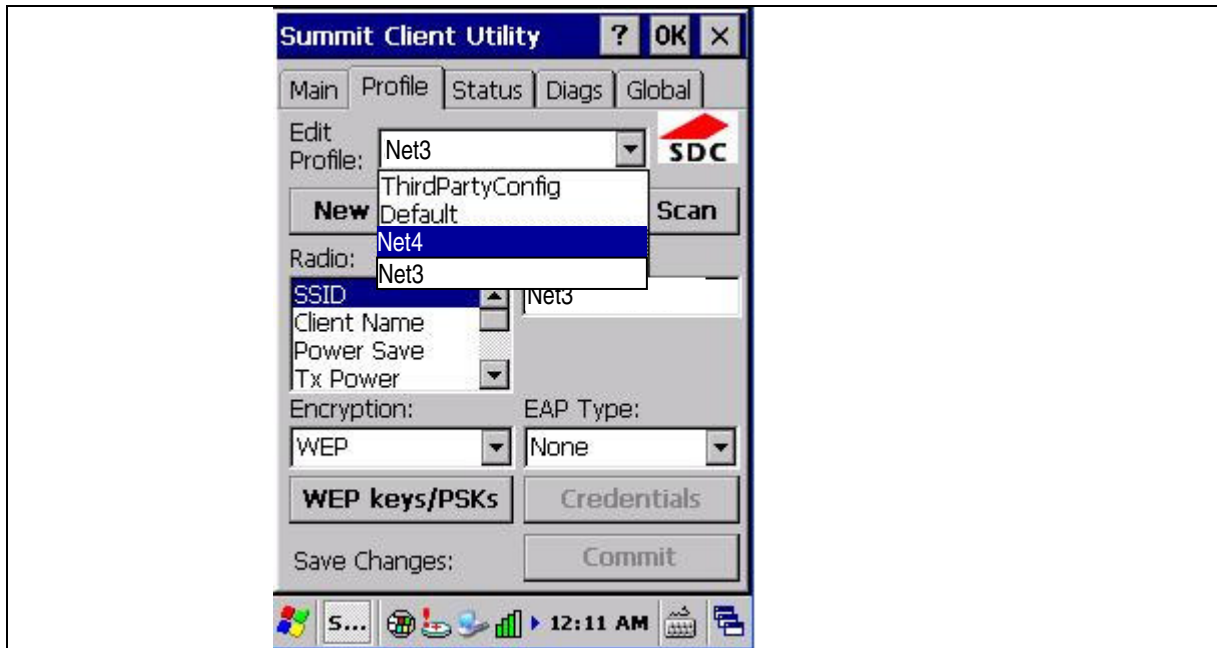 Summit Client Utility ? OK ×
Main Profile Status Diags Global
Edit
Profile: Net3
SDC
ThirdPartyConfig
New Default Scan
Net4
Radio:
Net3
SSID Net3
Client Name
Power Save
Tx Power
Encryption: EAP Type:
WEP None
WEP keys/PSKs Credentials
Save Changes: Commit
S... 12:11 AM